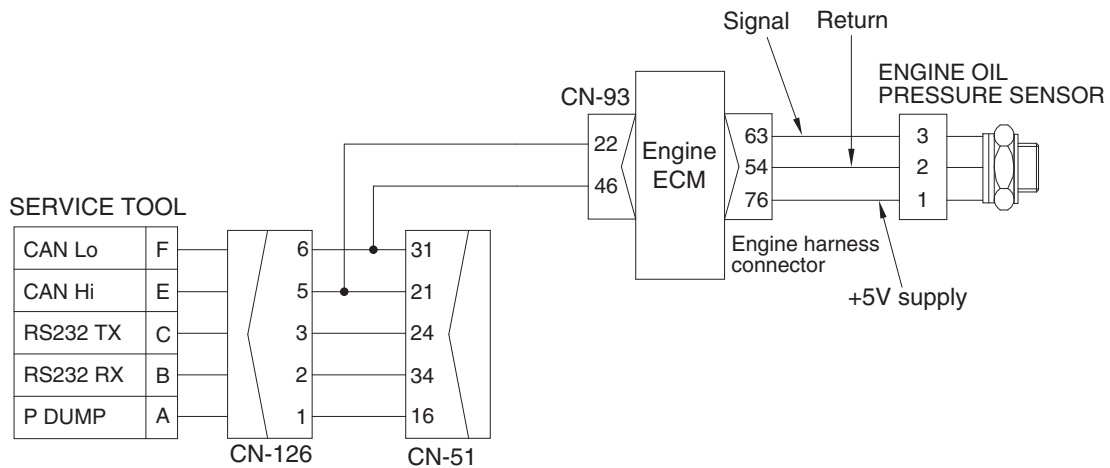 Signal
Return
ENGINE OIL
PRESSURE SENSOR
CN-93
22
46
Engine
ECM
63
54
76
3
2
1
Engine harness
connector
+5V supply
SERVICE TOOL
CAN Lo F 6 31
CAN Hi E 5 21
RS232 TX C 3 24
RS232 RX B 2 34
P DUMP A 1 16
CN-126
CN-51